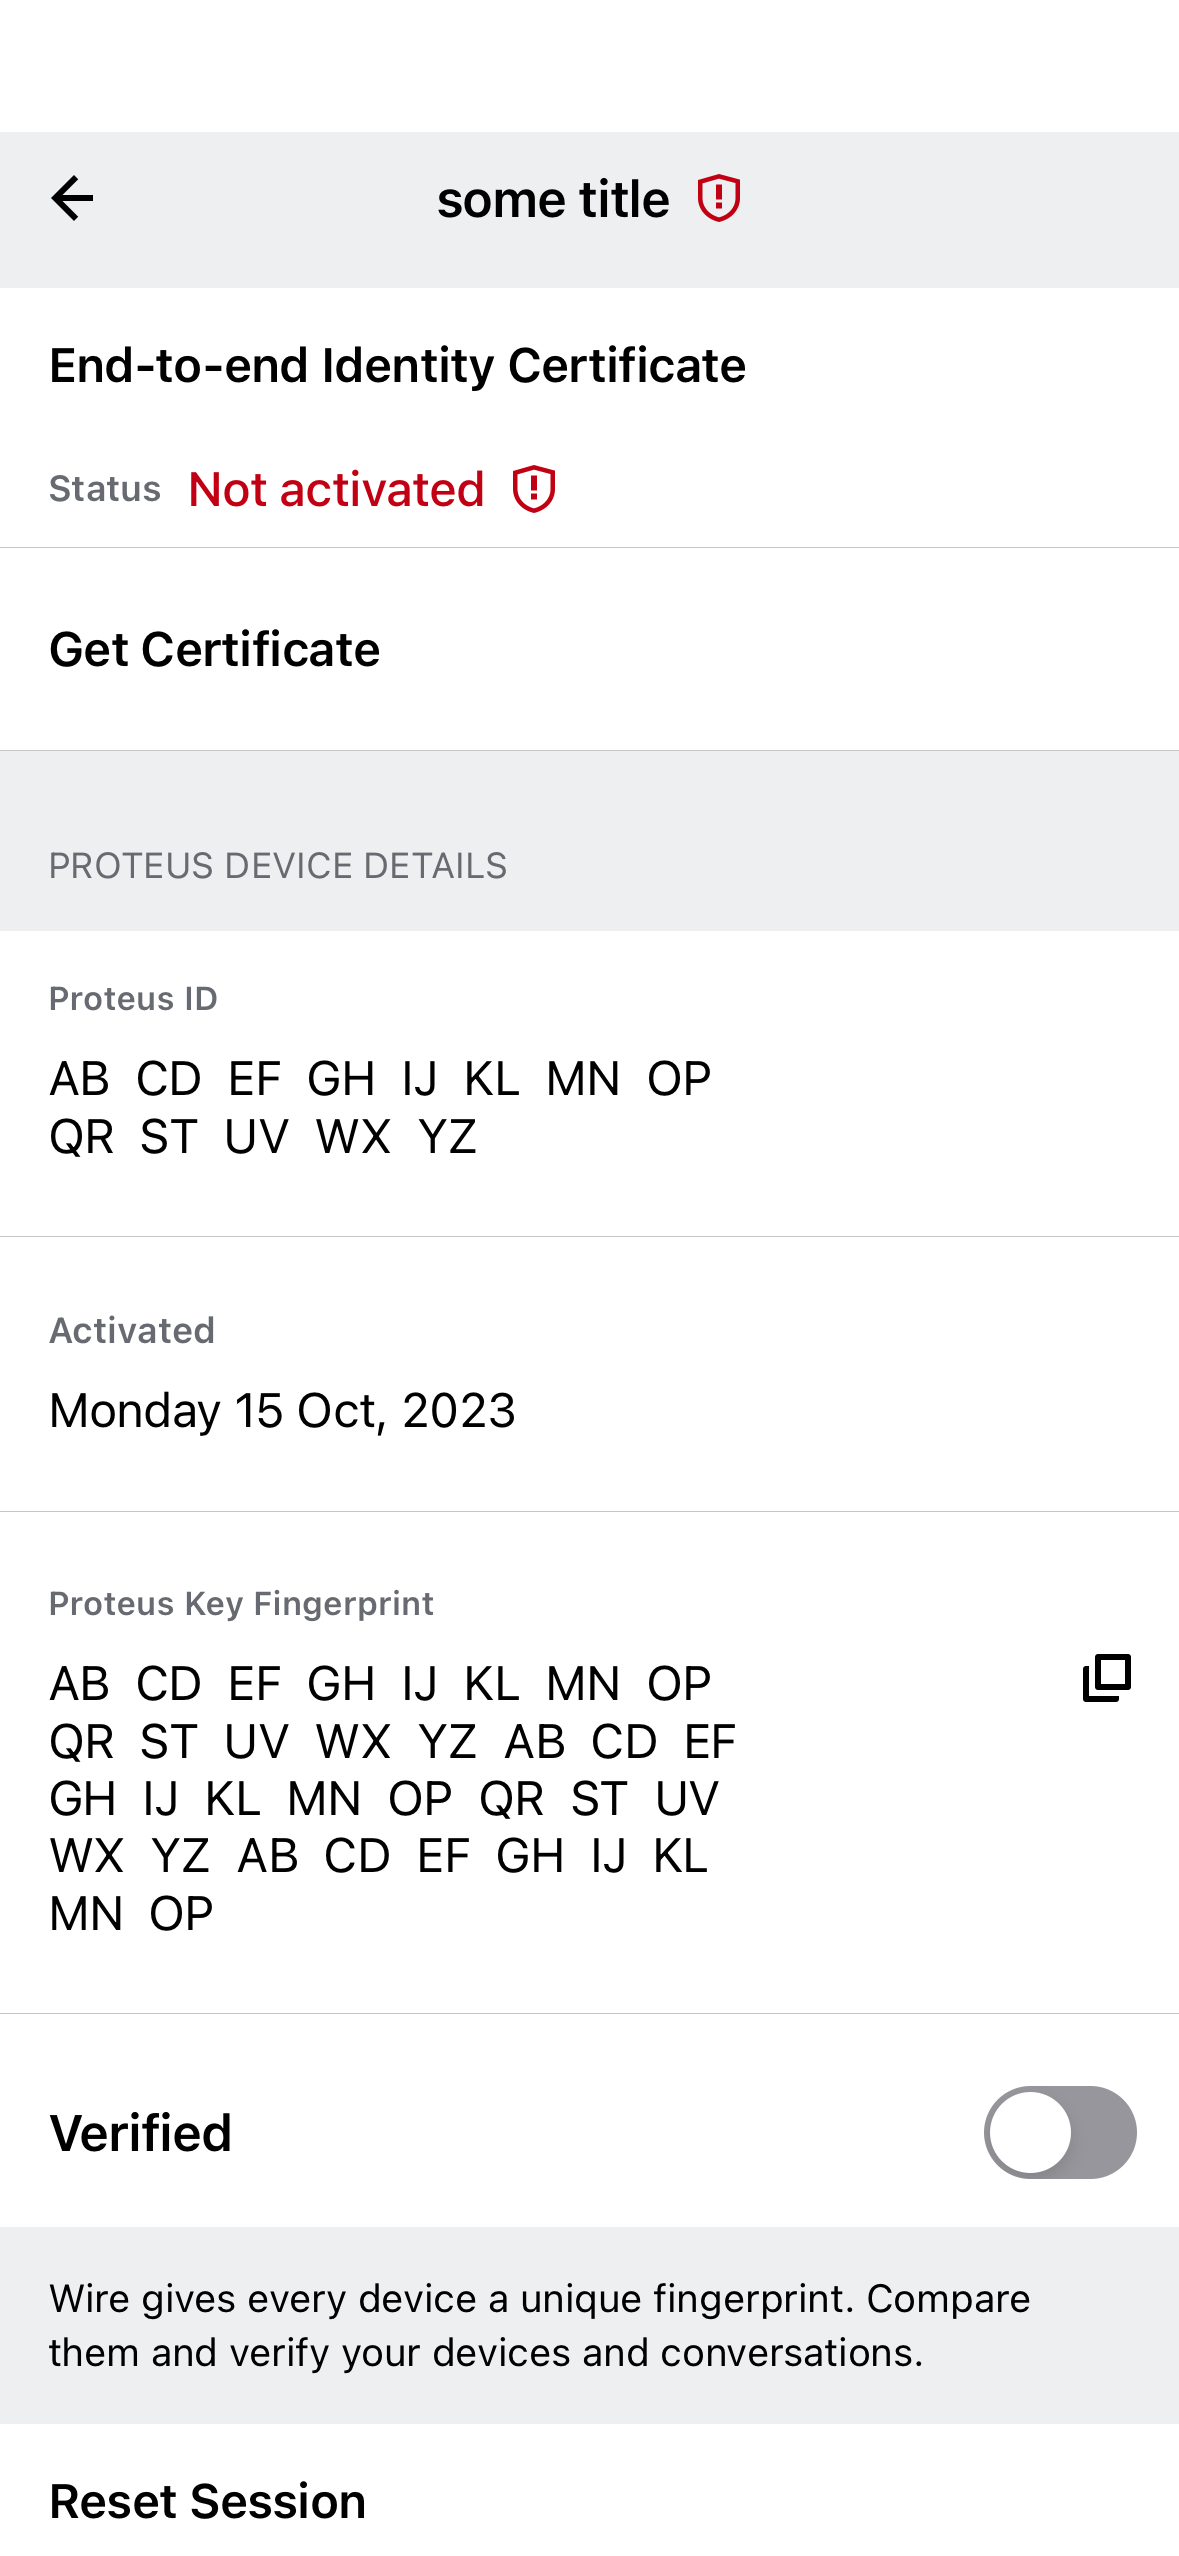 some title
End-to-end Identity Certificate
Status Not activated
Get Certificate
PROTEUS DEVICE DETAILS
Proteus ID
AB CD EF GH IJ KL MN OP
QR ST UV WX YZ
Activated
Monday 15 Oct, 2023
Proteus Key Fingerprint
AB CD EF GH IJ KL MN OP
QR ST UV WX YZ AB CD EF
GH IJ KL MN OP QR ST UV
WX YZ AB CD EF GH IJ KL
MN OP
Verified
Wire gives every device a unique fingerprint. Compare
them and verify your devices and conversations.
Reset Session